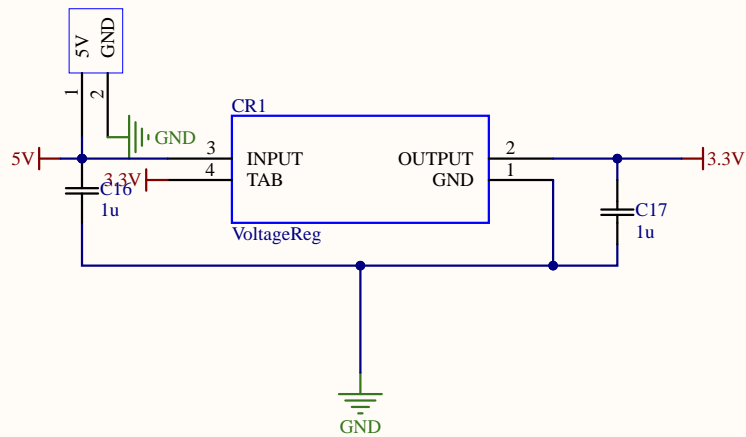 5V
GND
1
2
GND
CR1
5V
3
INPUT
OUTPUT
2
3.3V
3.3V
4
TAB
GND
1
C16
1u
C17
1u
VoltageReg
GND